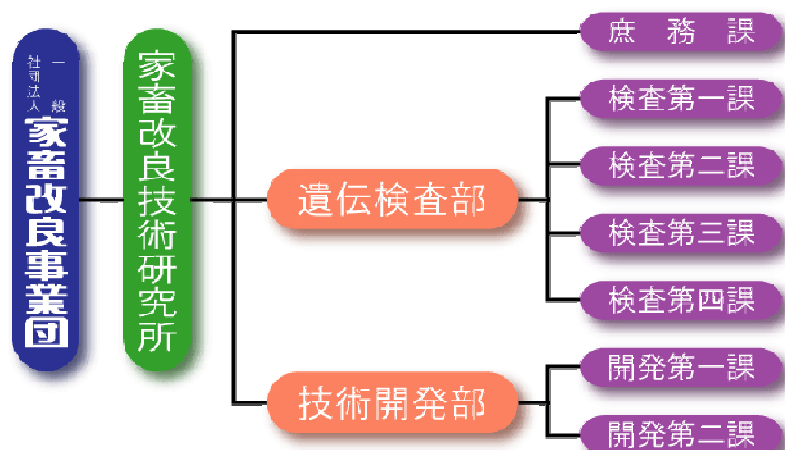 一般
社団法人
家畜改良事業団
家畜改良技術研究所
庶務課
遺伝検査部
検査第一課
検査第二課
検査第三課
検査第四課
技術開発部
開発第一課
開発第二課